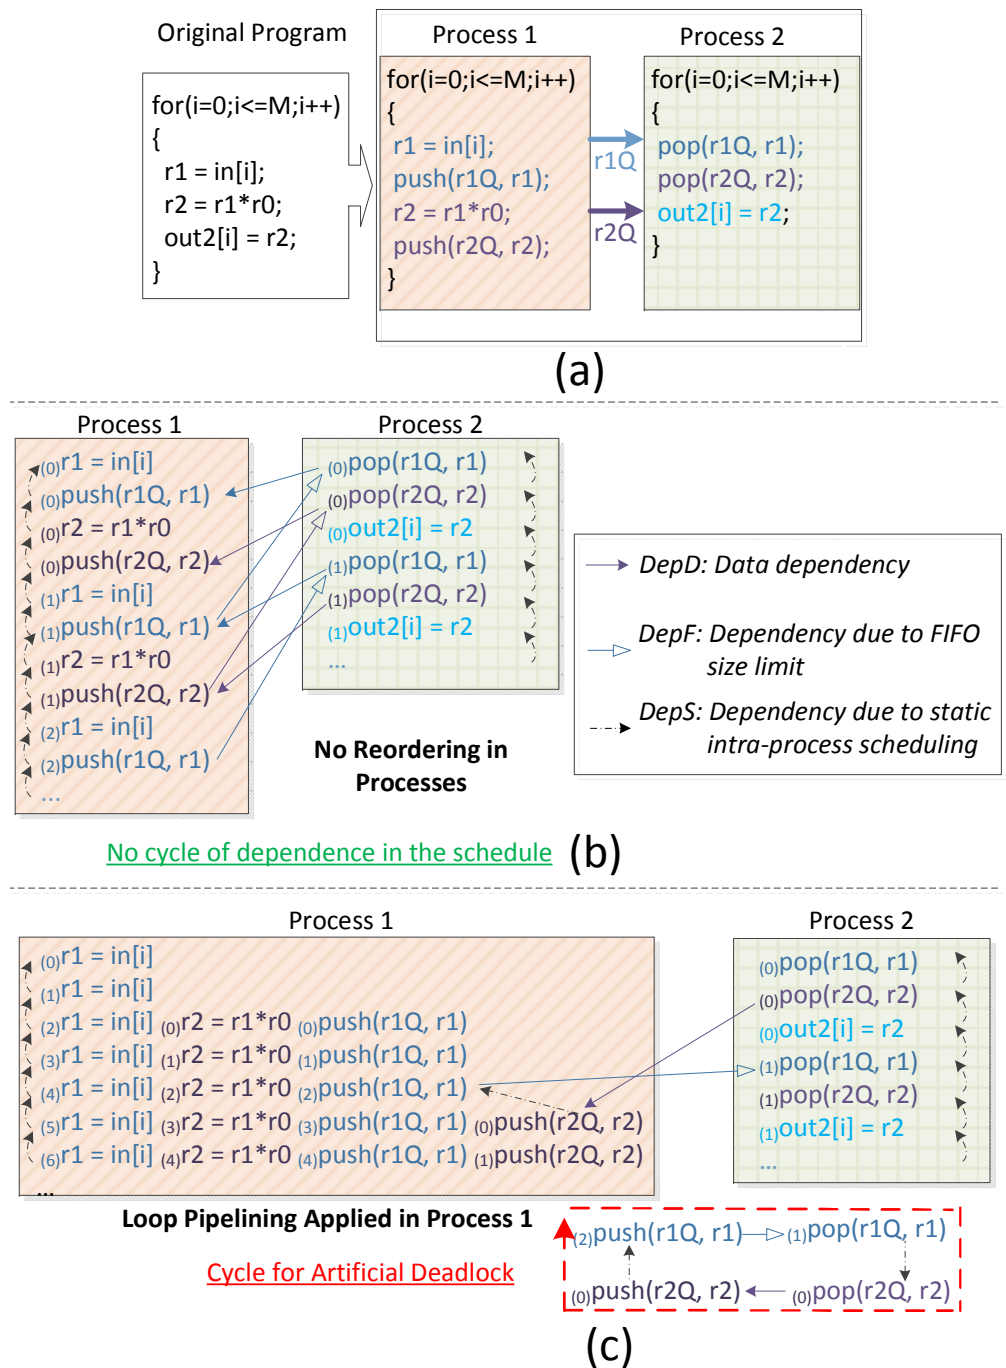 Original Program
Process 1
Process 2
for(i=0;i<=M;i++)
{
r1 = in[i];
r2 = r1*r0;
out2[i] = r2;
}
for(i=0;i<=M;i++)
{
r1 = in[i];
push(r1Q, r1);
r2 = r1*r0;
push(r2Q, r2);
}
r1Q
r2Q
for(i=0;i<=M;i++)
{
pop(r1Q, r1);
pop(r2Q, r2);
out2[i] = r2;
}
(a)
Process 1
(0)r1 = in[i]
(0)push(r1Q, r1)
(0)r2 = r1*r0
(0)push(r2Q, r2)
(1)r1 = in[i]
(1)push(r1Q, r1)
(1)r2 = r1*r0
(1)push(r2Q, r2)
(2)r1 = in[i]
(2)push(r1Q, r1)
...
Process 2
(0)pop(r1Q, r1)
(0)pop(r2Q, r2)
(0)out2[i] = r2
(1)pop(r1Q, r1)
(1)pop(r2Q, r2)
(1)out2[i] = r2
...
No Reordering in
Processes
DepD: Data dependency
DepF: Dependency due to FIFO
size limit
DepS: Dependency due to static
intra-process scheduling
No cycle of dependence in the schedule
(b)
Process 1
(0)r1 = in[i]
(1)r1 = in[i]
(2)r1 = in[i] (0)r2 = r1*r0 (0)push(r1Q, r1)
(3)r1 = in[i] (1)r2 = r1*r0 (1)push(r1Q, r1)
(4)r1 = in[i] (2)r2 = r1*r0 (2)push(r1Q, r1)
(5)r1 = in[i] (3)r2 = r1*r0 (3)push(r1Q, r1) (0)push(r2Q, r2)
(6)r1 = in[i] (4)r2 = r1*r0 (4)push(r1Q, r1) (1)push(r2Q, r2)
...
Process 2
(0)pop(r1Q, r1)
(0)pop(r2Q, r2)
(0)out2[i] = r2
(1)pop(r1Q, r1)
(1)pop(r2Q, r2)
(1)out2[i] = r2
...
Loop Pipelining Applied in Process 1
Cycle for Artificial Deadlock
(2)push(r1Q, r1) (1)pop(r1Q, r1)
(0)push(r2Q, r2) (0)pop(r2Q, r2)
(c)